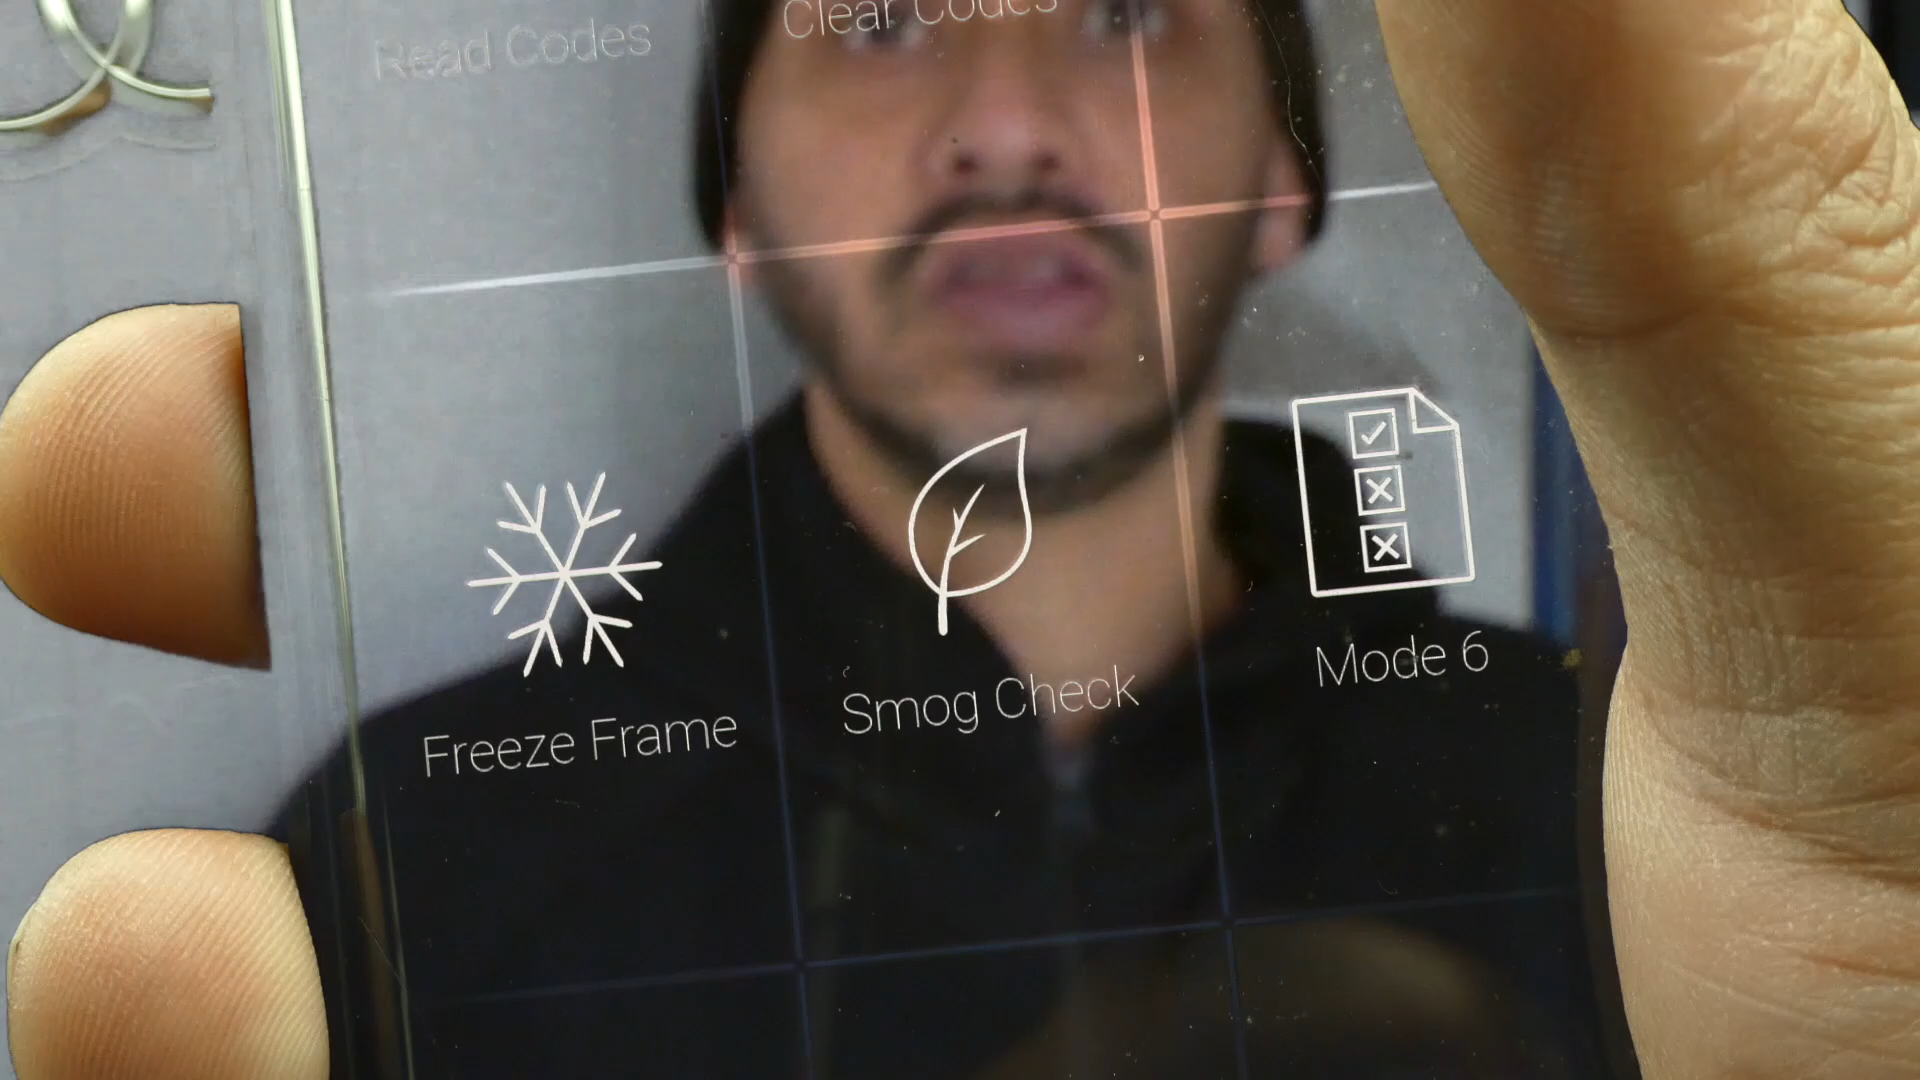 Read Codes
Clear Codes
Freeze Frame
Smog Check
Mode 6